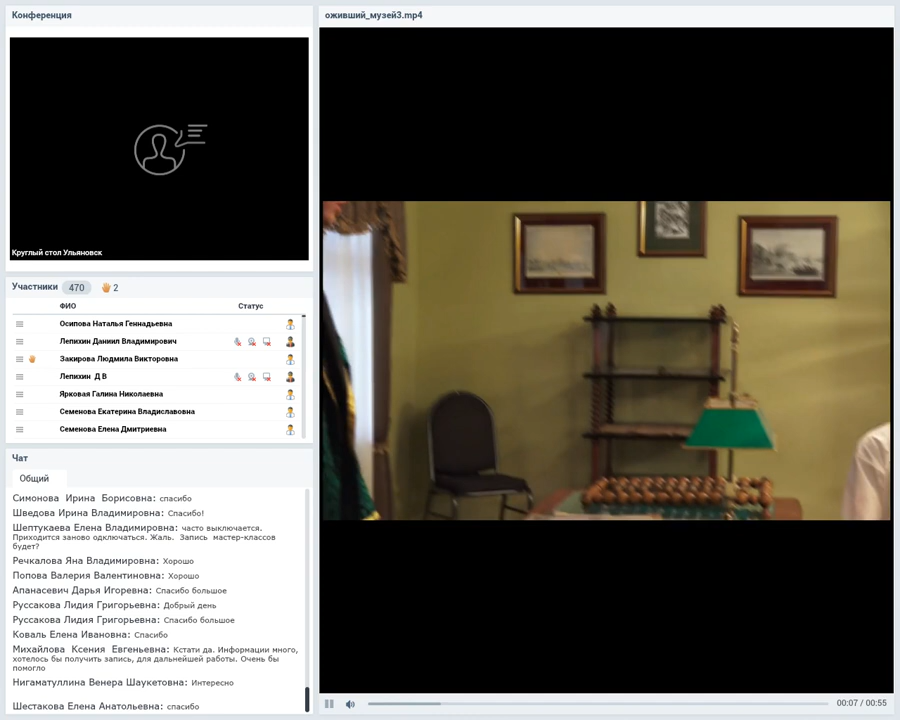 Конференция
Круглый стол Ульяновск
Участники 470 2
ФИО Статус
Осипова Наталья Геннадьевна
Лепихин Даниил Владимирович
Закирова Людмила Викторовна
Лепихин Д В
Ярковая Галина Николаевна
Семенова Екатерина Владиславовна
Семенова Елена Дмитриевна
Чат
Общий
Симонова Ирина Борисовна: спасибо
Шведова Ирина Владимировна: Спасибо!
Шептукаева Елена Владимировна: часто выключается.
Приходится заново одключаться. Жаль. Запись мастер-классов
будет?
Речкалова Яна Владимировна: Хорошо
Попова Валерия Валентиновна: Хорошо
Апанасевич Дарья Игоревна: Спасибо большое
Руссакова Лидия Григорьевна: Добрый день
Руссакова Лидия Григорьевна: Спасибо большое
Коваль Елена Ивановна: Спасибо
Михайлова Ксения Евгеньевна: Кстати да. Информации много,
хотелось бы получить запись, для дальнейшей работы. Очень бы
помогло
Нигаматуллина Венера Шаукетовна: Интересно
Шестакова Елена Анатольевна: спасибо
оживший_музей3.mp4
00:07 / 00:55